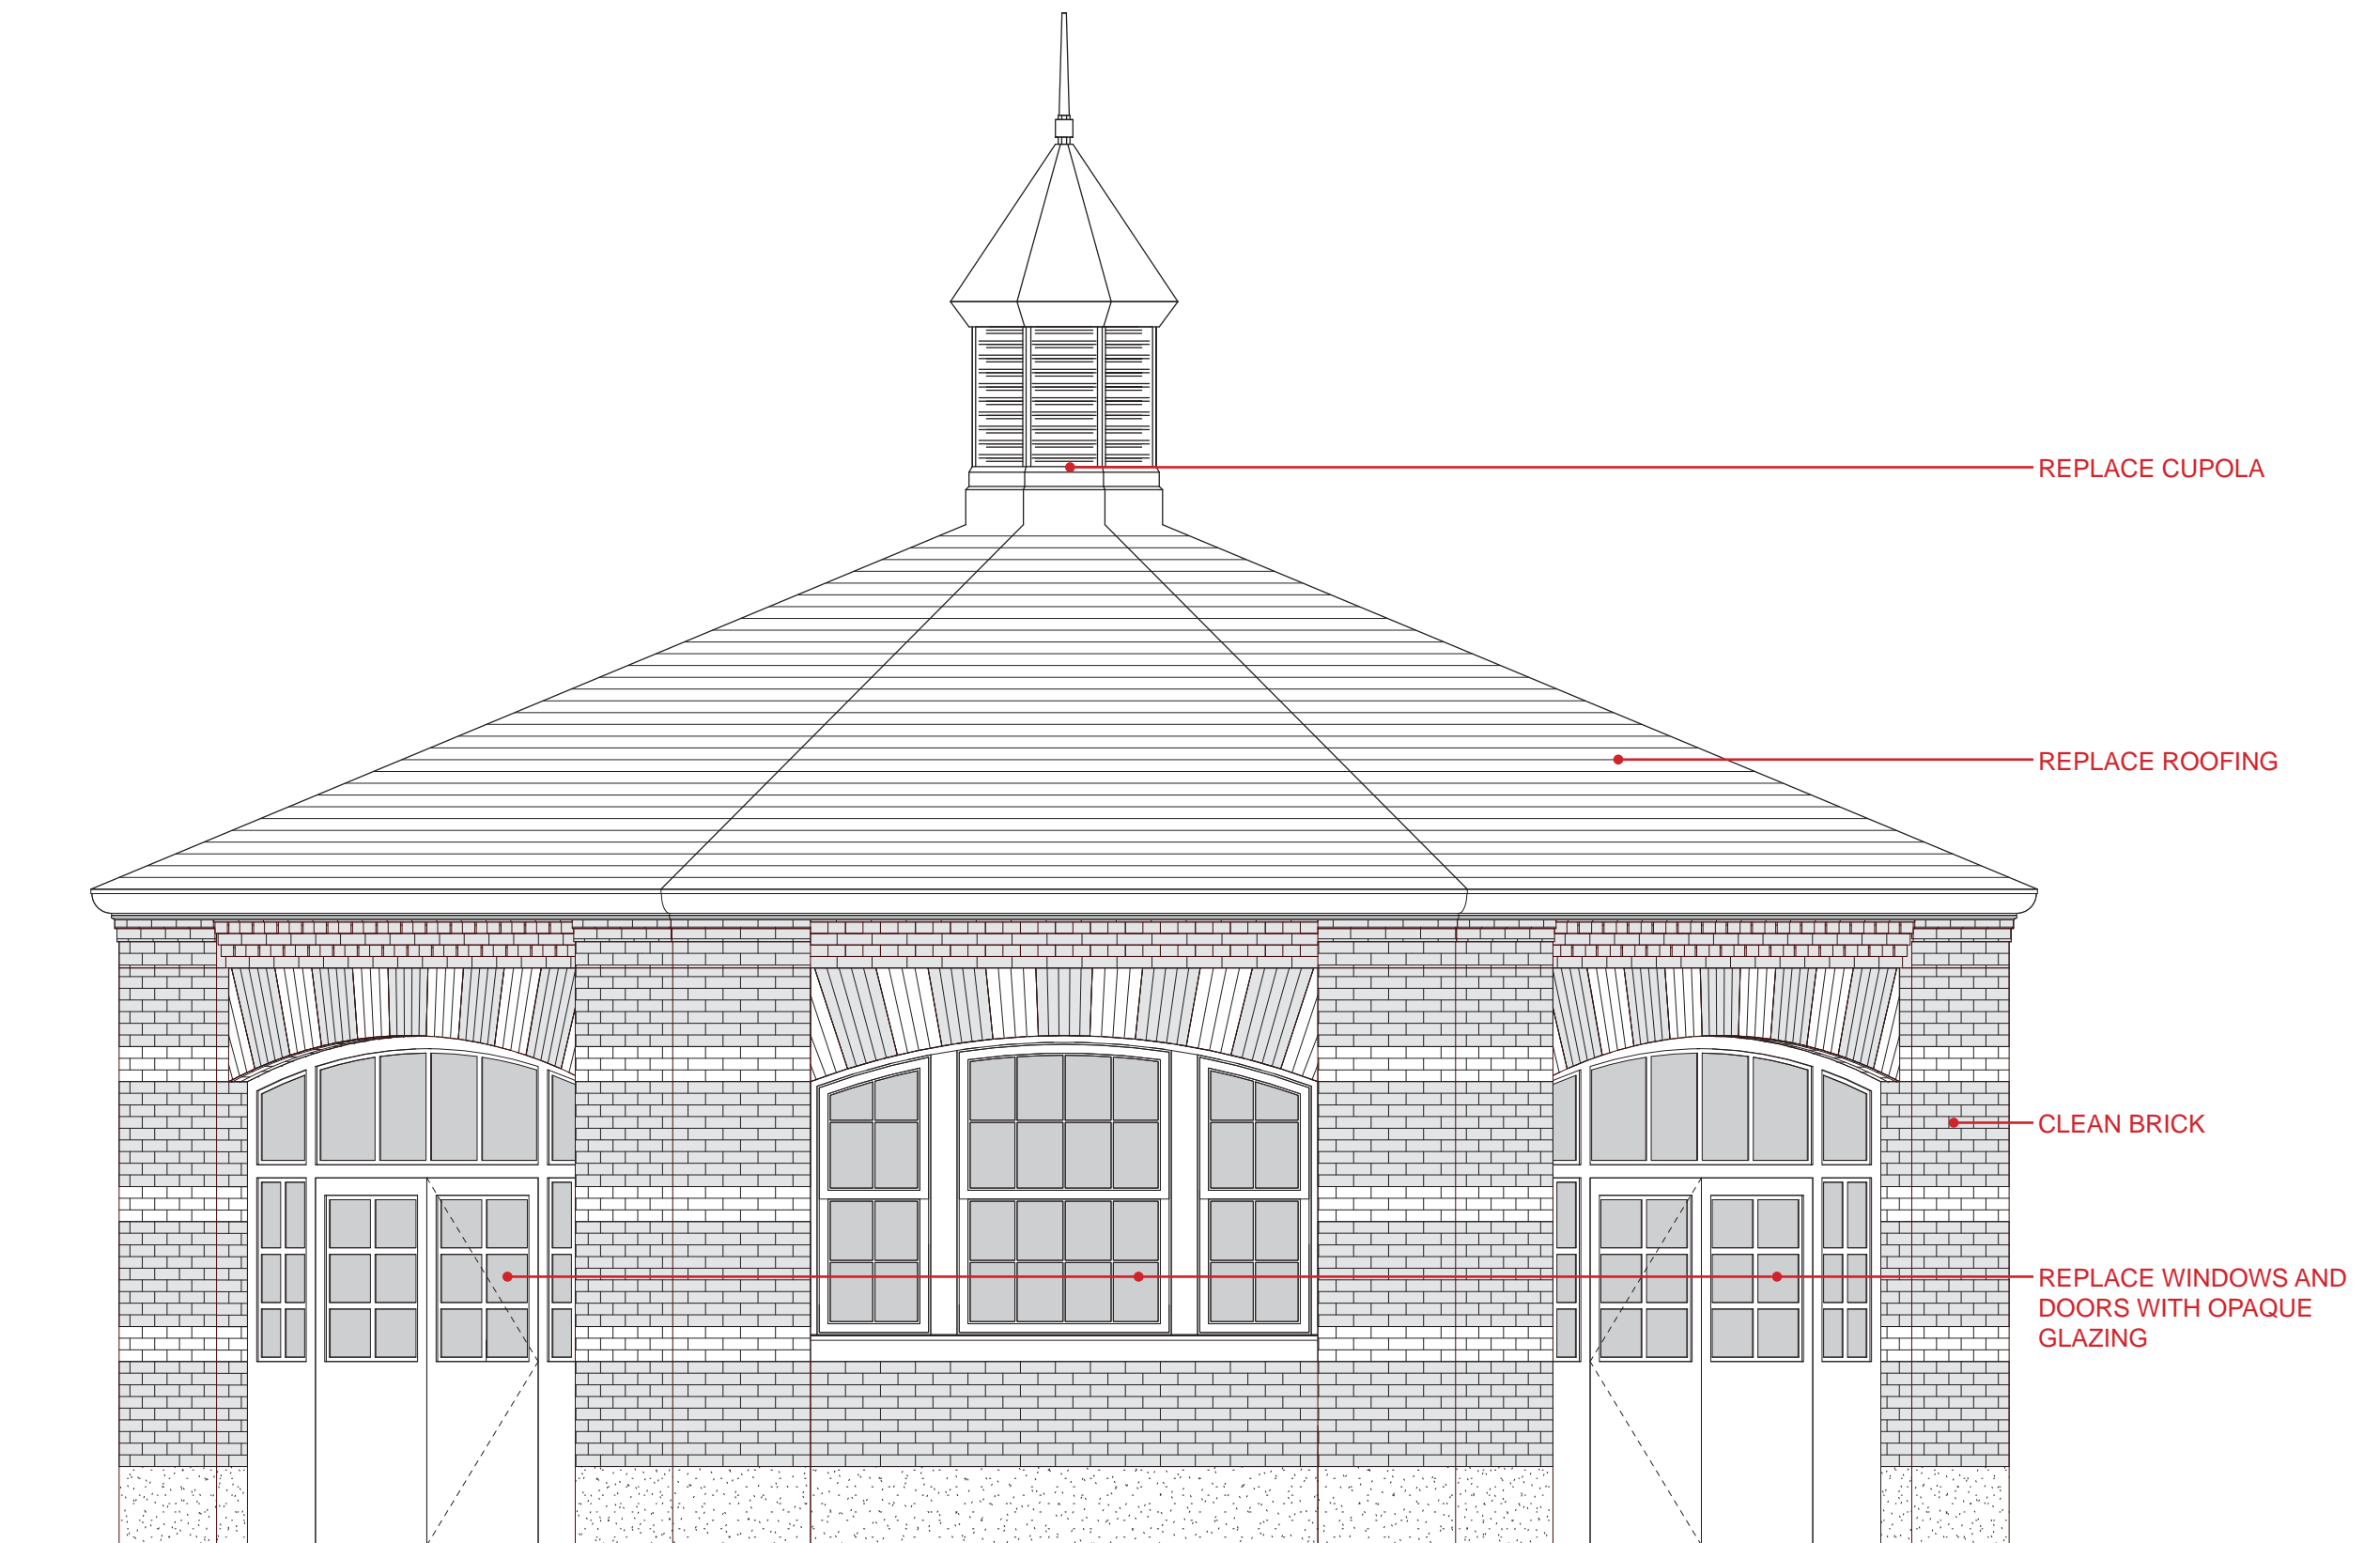 REPLACE CUPOLA
REPLACE ROOFING
CLEAN BRICK
REPLACE WINDOWS AND
DOORS WITH OPAQUE
GLAZING